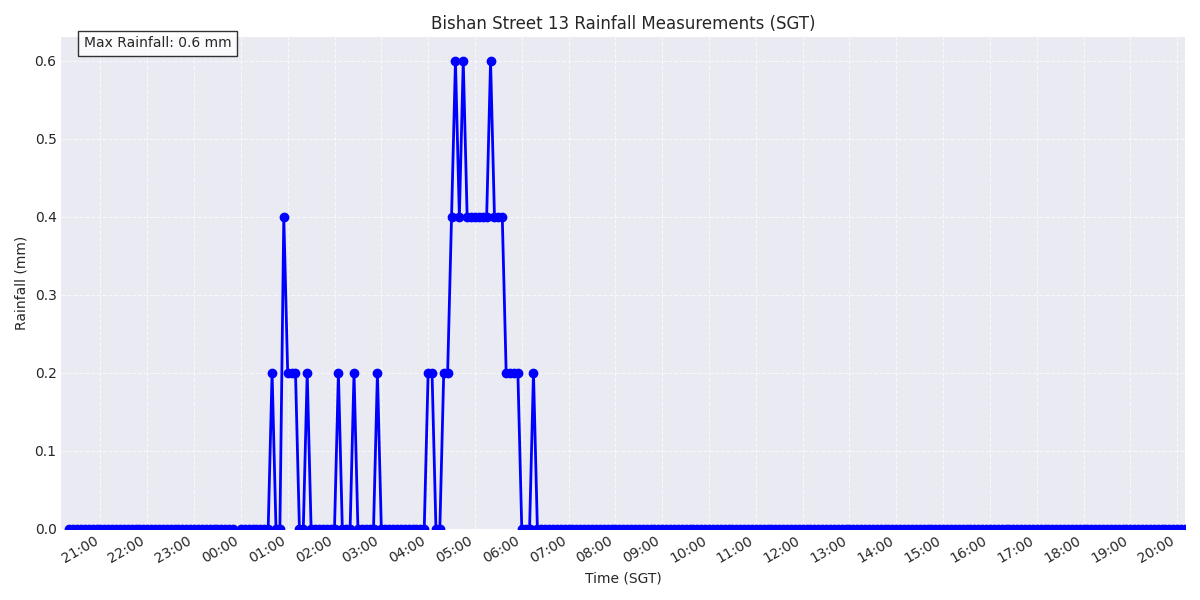 Bishan Street 13 Rainfall Measurements (SGT)
Max Rainfall: 0.6 mm
Rainfall (mm)
0.6
0.5
0.4
0.3
0.2
0.1
0.0
21:00 22:00 23:00 00:00 01:00 02:00 03:00 04:00 05:00 06:00 07:00 08:00 09:00 10:00 11:00 12:00 13:00 14:00 15:00 16:00 17:00 18:00 19:00 20:00
Time (SGT)